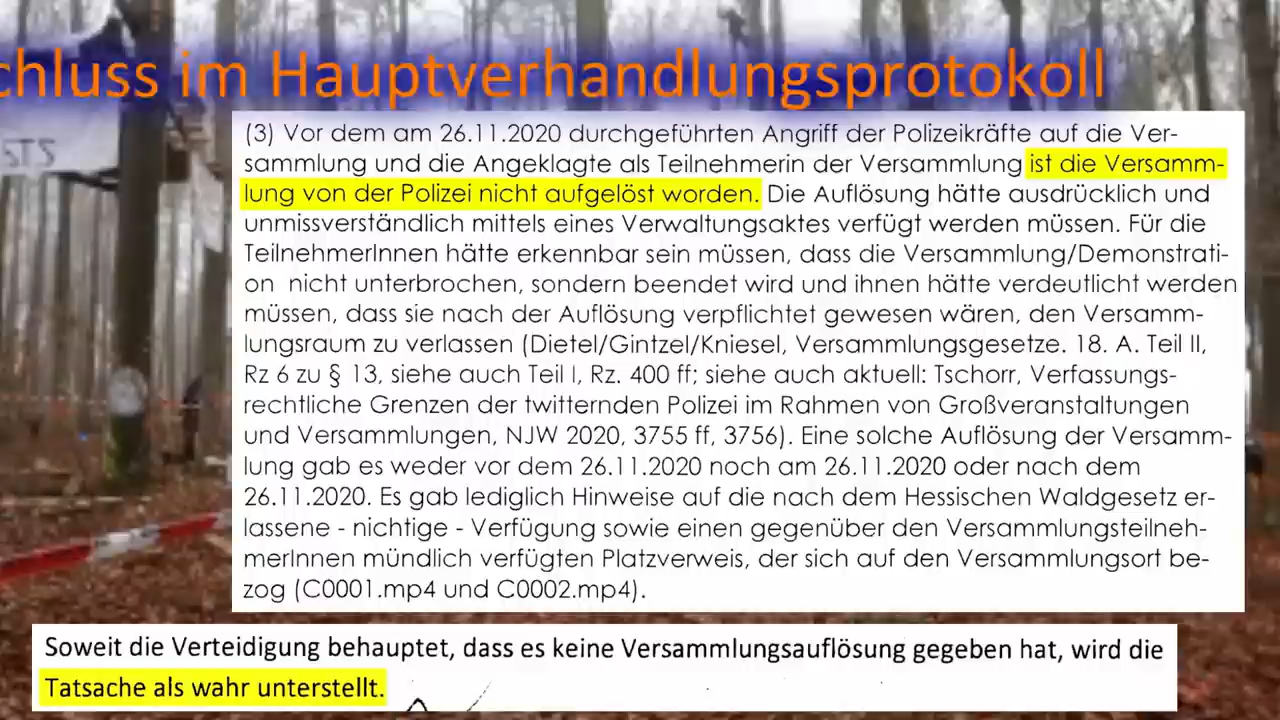 chluss im Hauptverhandlungsprotokoll
STS
(3) Vor dem am 26.11.2020 durchgeführten Angriff der Polizeikräfte auf die Ver-
sammlung und die Angeklagte als Teilnehmerin der Versammlung ist die Versamm-
lung von der Polizei nicht aufgelöst worden. Die Auflösung hätte ausdrücklich und
unmissverständlich mittels eines Verwaltungsaktes verfügt werden müssen. Für die
TeilnehmerInnen hätte erkennbar sein müssen, dass die Versammlung/Demonstrati-
on nicht unterbrochen, sondern beendet wird und ihnen hätte verdeutlicht werden
müssen, dass sie nach der Auflösung verpflichtet gewesen wären, den Versamm-
lungsraum zu verlassen (Dietel/Gintzel/Kniesel, Versammlungsgesetze. 18. A. Teil II,
Rz 6 zu § 13, siehe auch Teil I, Rz. 400 ff; siehe auch aktuell: Tschorr, Verfassungs-
rechtliche Grenzen der twitternden Polizei im Rahmen von Großveranstaltungen
und Versammlungen, NJW 2020, 3755 ff, 3756). Eine solche Auflösung der Versamm-
lung gab es weder vor dem 26.11.2020 noch am 26.11.2020 oder nach dem
26.11.2020. Es gab lediglich Hinweise auf die nach dem Hessischen Waldgesetz er-
lassene - nichtige - Verfügung sowie einen gegenüber den Versammlungsteilneh-
merInnen mündlich verfügten Platzverweis, der sich auf den Versammlungsort be-
zog (C0001.mp4 und C0002.mp4).
Soweit die Verteidigung behauptet, dass es keine Versammlungsauflösung gegeben hat, wird die
Tatsache als wahr unterstellt.